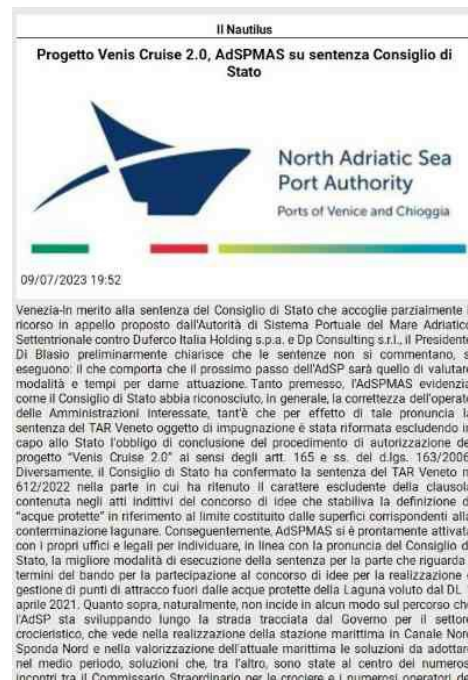 Il Nautilus
Progetto Venis Cruise 2.0, AdSPMAS su sentenza Consiglio di
Stato
North Adriatic Sea
Port Authority
Ports of Venice and Chioggia
09/07/2023 19:52
Venezia-In merito alla sentenza del Consiglio di Stato che accoglie parzialmente
ricorso in appello proposto dall'Autorità di Sistema Portuale del Mare Adriatico
Settentrionale contro Duferco Italia Holding s.p.a. e Dp Consulting s.r.l., il Presidente
Di Blasio preliminarmente chiarisce che le sentenze non si commentano, si
eseguono: il che comporta che il prossimo passo dell'AdSP sarà quello di valutare
modalità e tempi per darne attuazione. Tanto premesso, l'AdSPMAS evidenzia
come il Consiglio di Stato abbia riconosciuto, in generale, la correttezza dell'operato
delle Amministrazioni interessate, tant'è che per effetto di tale pronuncia la
sentenza del TAR Veneto oggetto di impugnazione è stata riformata escludendo in
capo allo Stato l'obbligo di conclusione del procedimento di autorizzazione del
progetto "Venis Cruise 2.0" ai sensi degli artt. 165 e ss. del d.lgs. 163/2006.
Diversamente, il Consiglio di Stato ha confermato la sentenza del TAR Veneto n.
612/2022 nella parte in cui ha ritenuto il carattere escludente della clausola
contenuta negli atti indittivi del concorso di idee che stabiliva la definizione di
"acque protette" in riferimento al limite costituito dalle superfici corrispondenti alla
conterminazione lagunare. Conseguentemente, AdSPMAS si è prontamente attivata
con i propri uffici e legali per individuare, in linea con la pronuncia del Consiglio di
Stato, la migliore modalità di esecuzione della sentenza per la parte che riguarda i
termini del bando per la partecipazione al concorso di idee per la realizzazione e
gestione di punti di attracco fuori dalle acque protette della Laguna voluto dal DL 1
aprile 2021. Quanto sopra, naturalmente, non incide in alcun modo sul percorso che
l'AdSP sta sviluppando lungo la strada tracciata dal Governo per il settore
crocieristico, che vede nella realizzazione della stazione marittima in Canale Nord
Sponda Nord e nella valorizzazione dell'attuale marittima le soluzioni da adottare
nel medio periodo, soluzioni che, tra l'altro, sono state al centro dei numerosi
incontri tra il Commissario Straordinario per le crociere e i numerosi operatori del